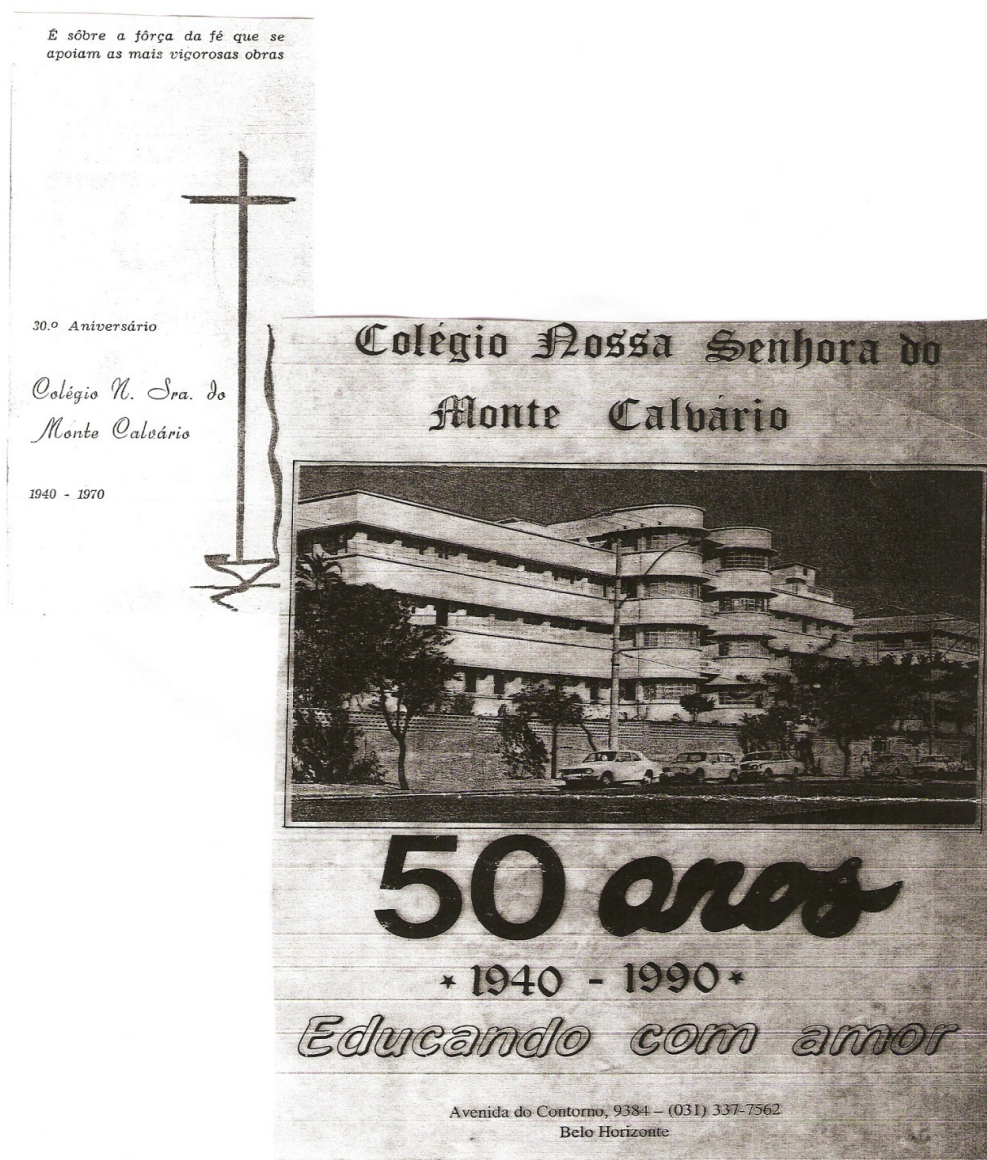 É sôbre a fôrça da fé que se
apoiam as mais vigorosas obras
30.º Aniversário
Colégio N. Sra. do
Monte Calvário
1940 - 1970
Colégio Nossa Senhora do
Monte Calvário
50 anos
* 1940 - 1990 *
Educando com amor
Avenida do Contorno, 9384 – (031) 337-7562
Belo Horizonte